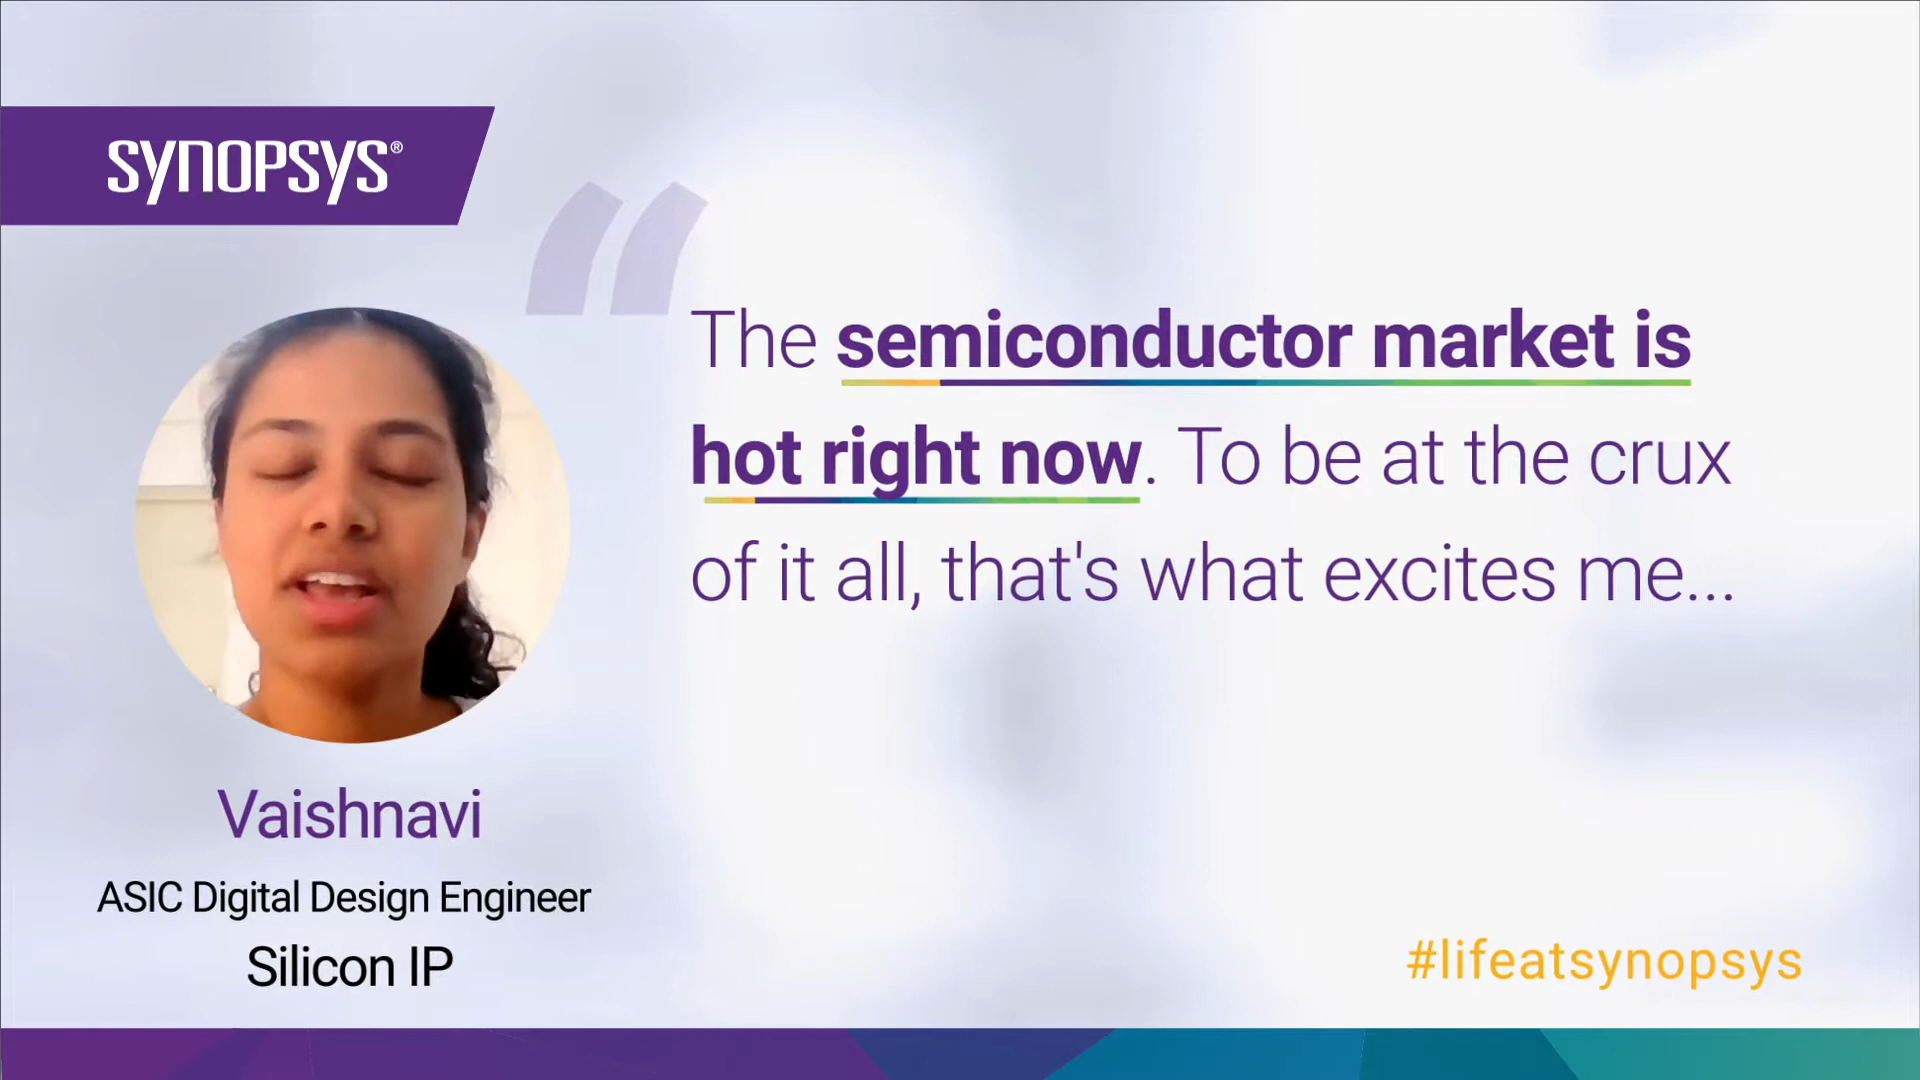 SYNOPSYS®
“
The semiconductor market is
hot right now. To be at the crux
of it all, that's what excites me...
Vaishnavi
ASIC Digital Design Engineer
Silicon IP
#lifeatsynopsys